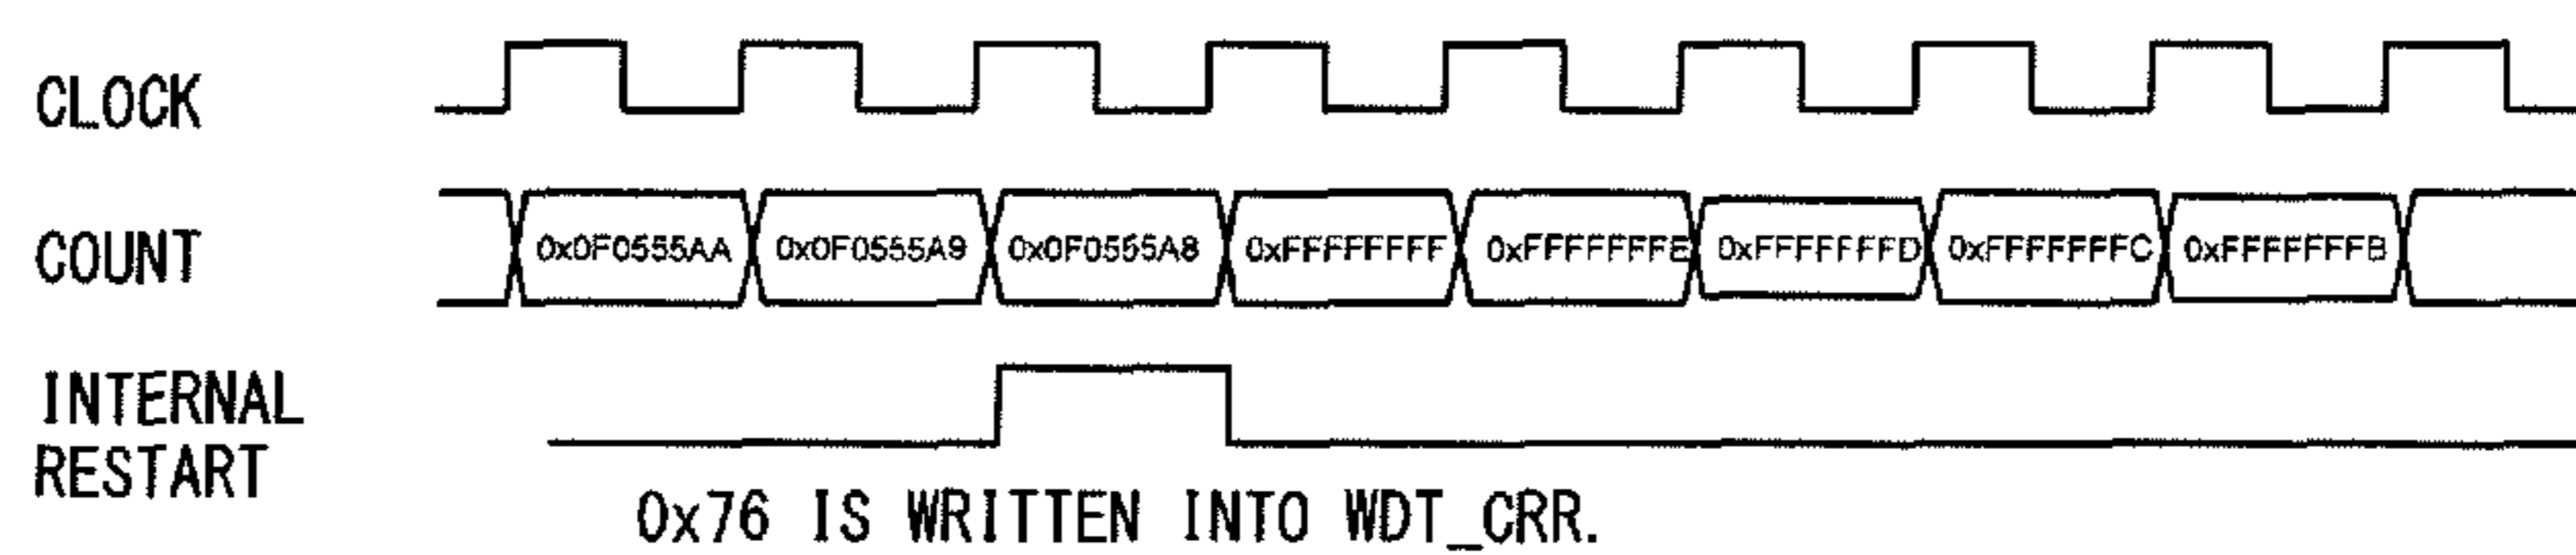 CLOCK
COUNT 0x0F0555AA 0x0F0555A9 0x0F0555A8 0xFFFFFFFF 0xFFFFFFFE 0xFFFFFFFD 0xFFFFFFFC 0xFFFFFFFB
INTERNAL
RESTART
0x76 IS WRITTEN INTO WDT_CRR.